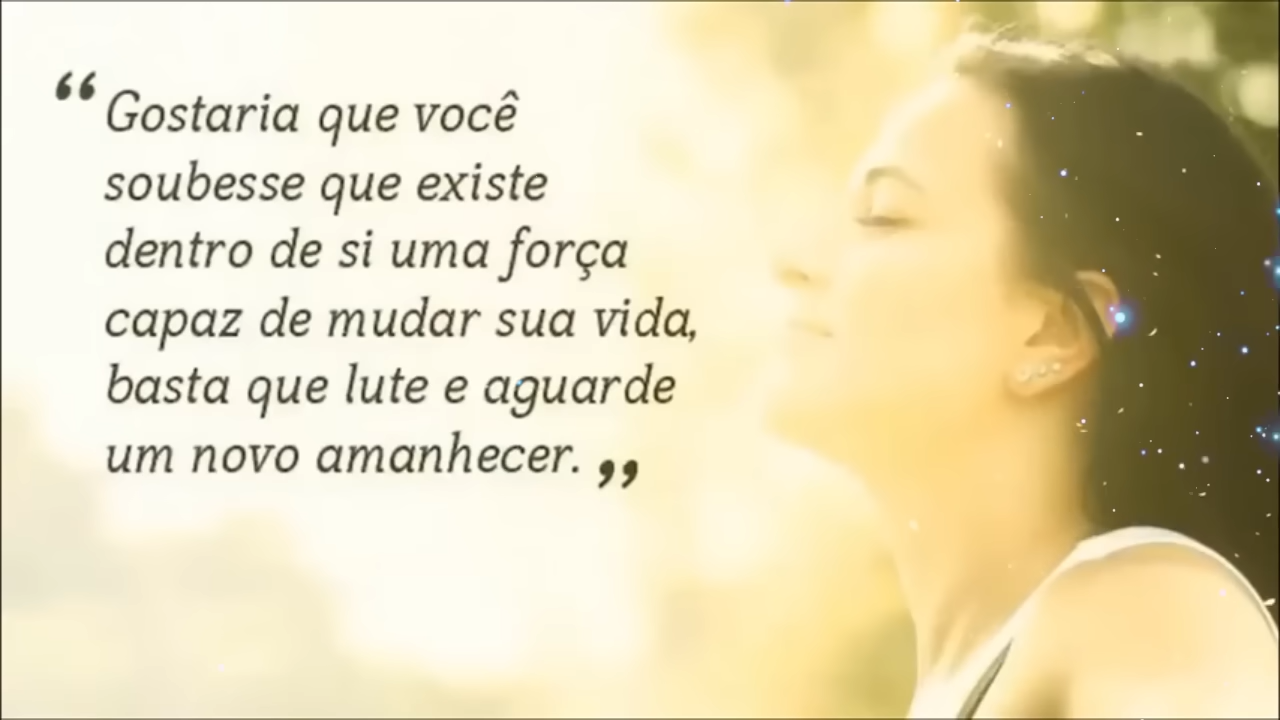 “Gostaria que você
soubesse que existe
dentro de si uma força
capaz de mudar sua vida,
basta que lute e aguarde
um novo amanhecer.”